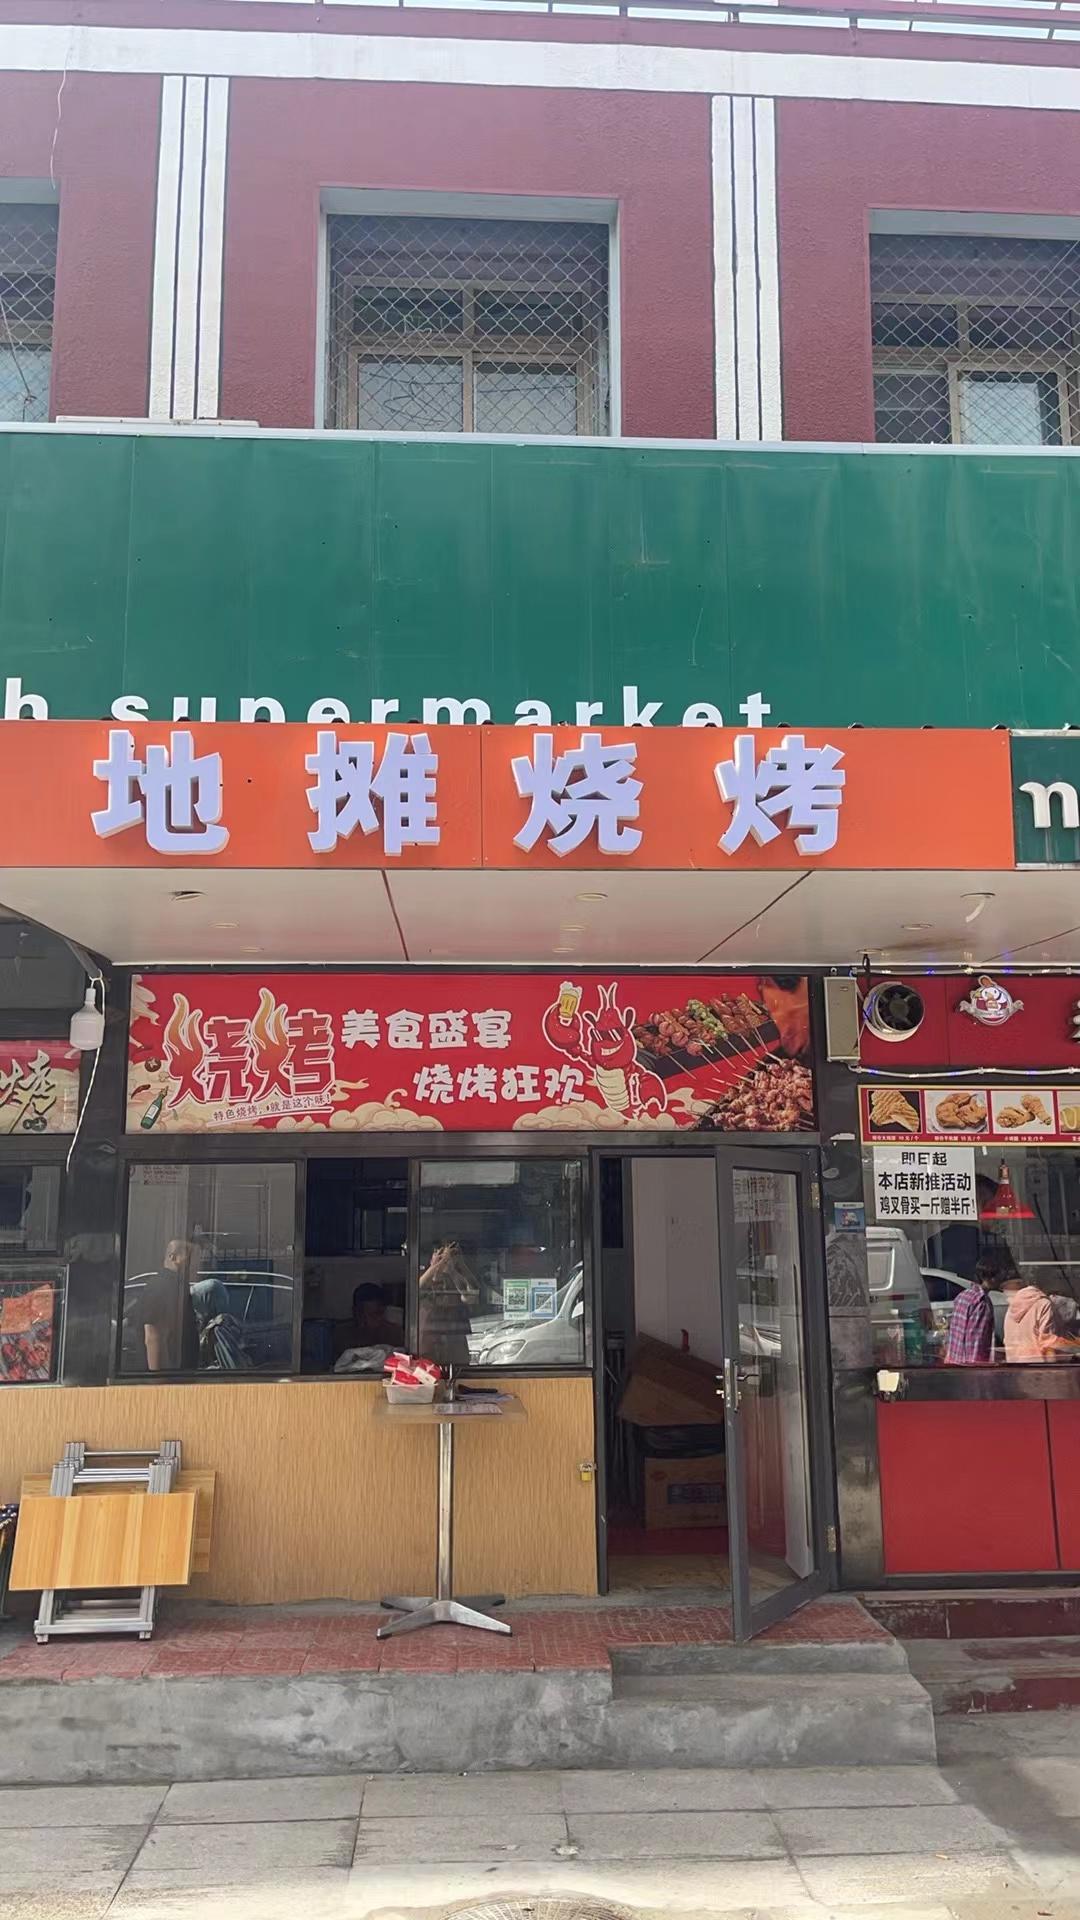 h supermarket
地摊烧烤
n
烧烤
美食盛宴
烧烤狂欢
特色烧烤，就是这个味！
烤
即日起
本店新推活动
鸡叉骨买一斤赠半斤！